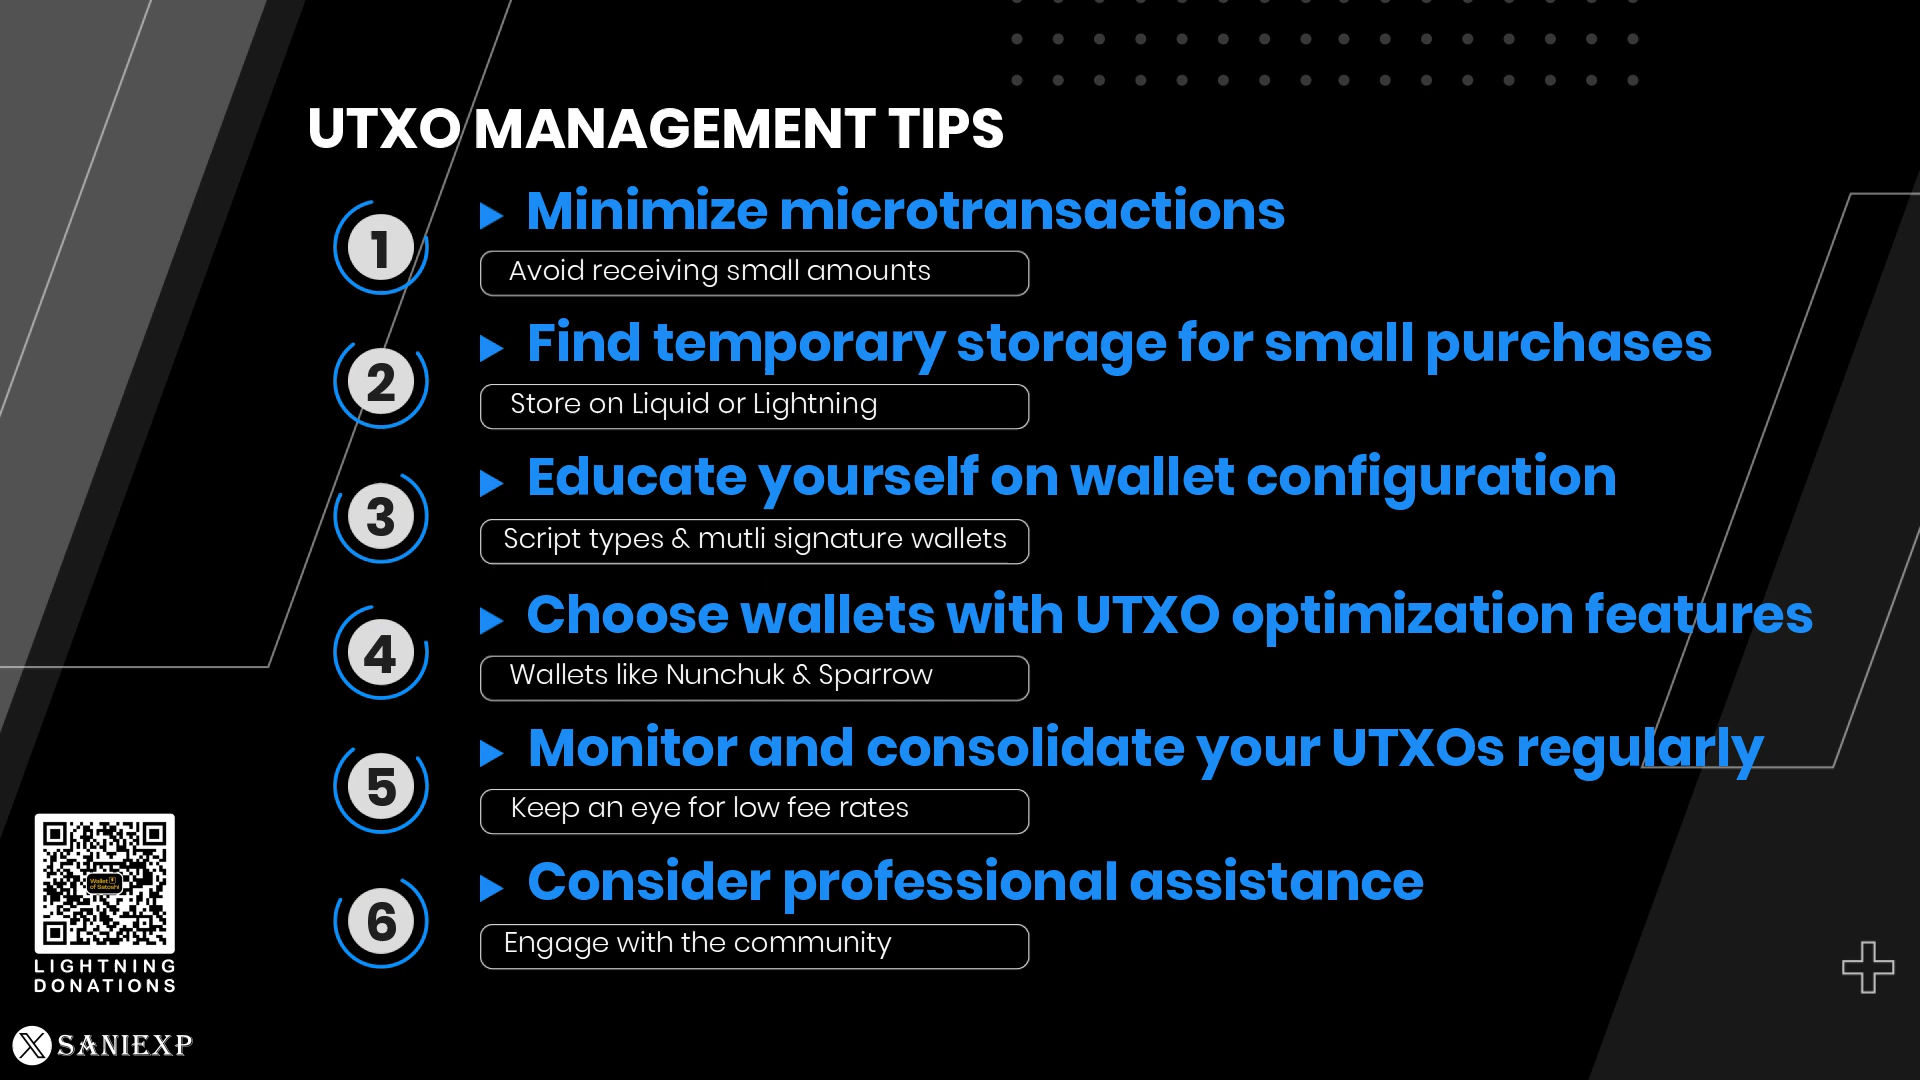 UTXO MANAGEMENT TIPS
1
Minimize microtransactions
Avoid receiving small amounts
2
Find temporary storage for small purchases
Store on Liquid or Lightning
3
Educate yourself on wallet configuration
Script types & mutli signature wallets
4
Choose wallets with UTXO optimization features
Wallets like Nunchuk & Sparrow
5
Monitor and consolidate your UTXOs regularly
Keep an eye for low fee rates
6
Consider professional assistance
Engage with the community
Wallet
of Satoshi
LIGHTNING
DONATIONS
SANIEXP